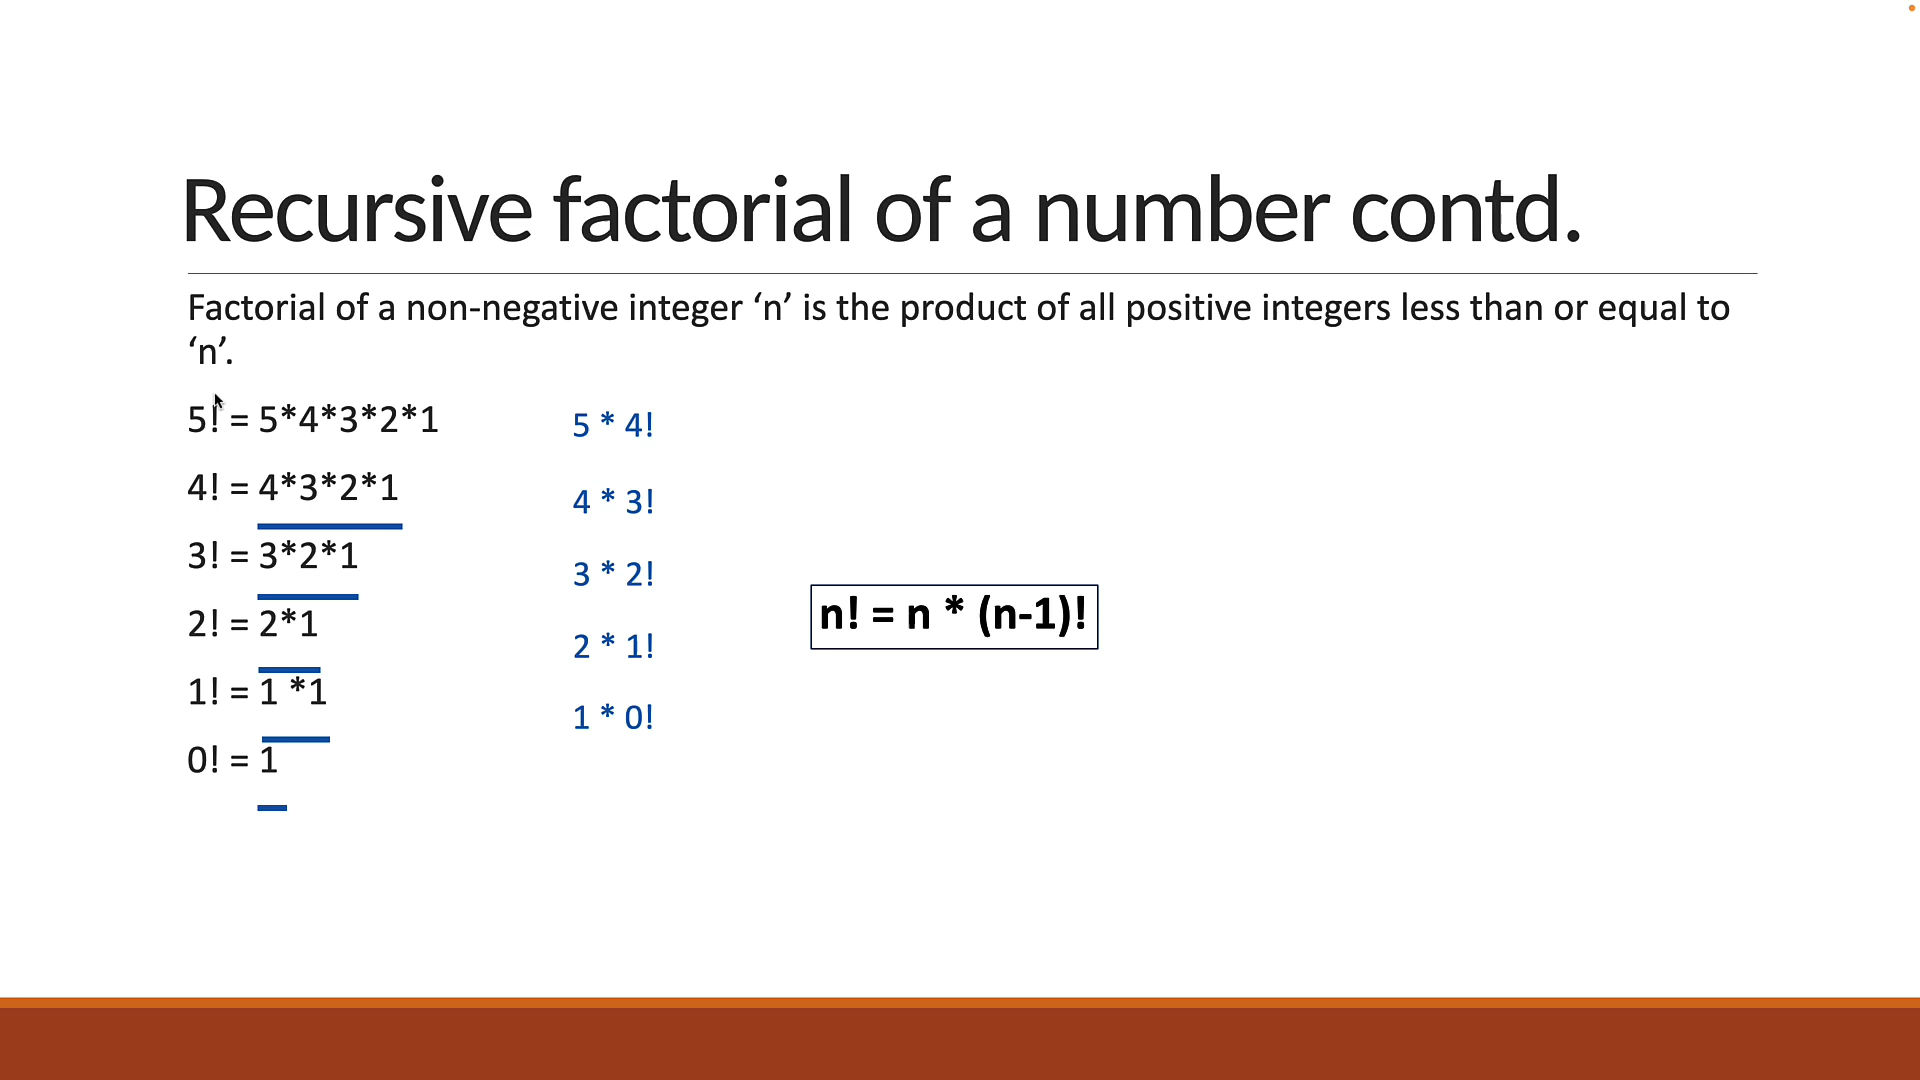 Recursive factorial of a number contd.
Factorial of a non-negative integer ‘n’ is the product of all positive integers less than or equal to
‘n’.
5! = 5*4*3*2*1
5 * 4!
4! = 4*3*2*1
4 * 3!
3! = 3*2*1
3 * 2!
n! = n * (n-1)!
2! = 2*1
2 * 1!
1! = 1 *1
1 * 0!
0! = 1